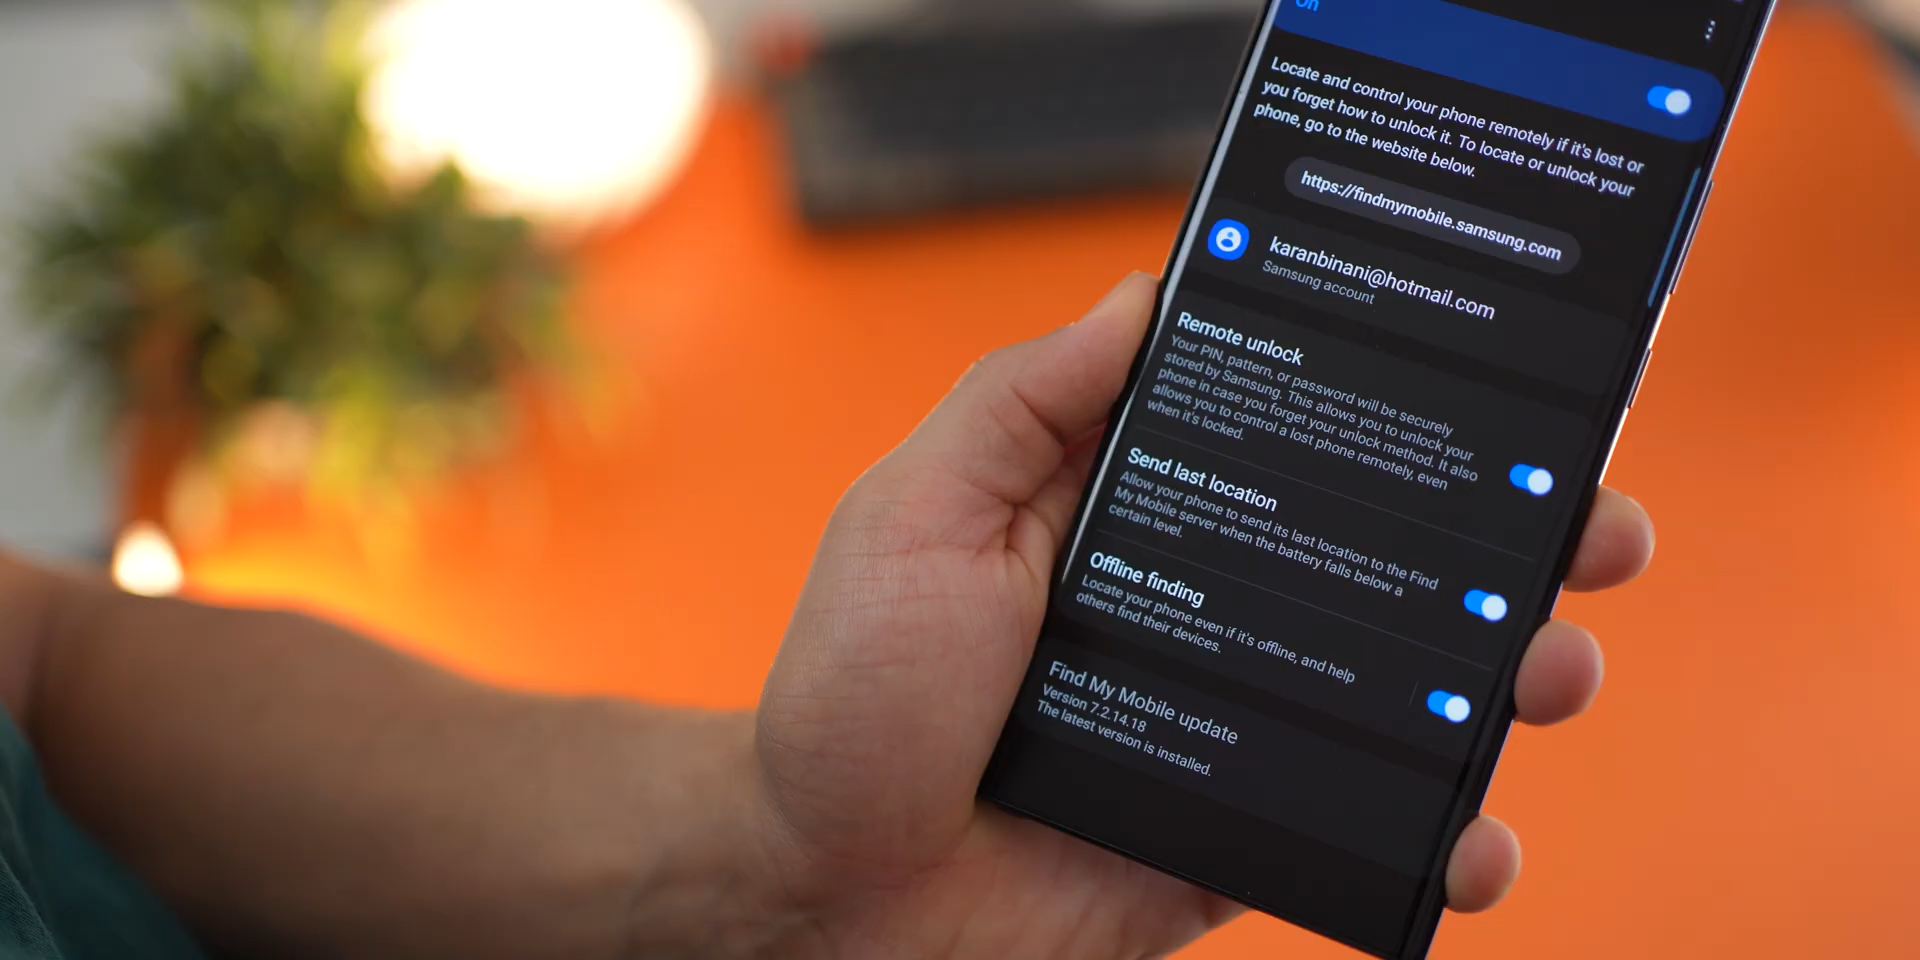 On
Locate and control your phone remotely if it's lost or
you forget how to unlock it. To locate or unlock your
phone, go to the website below.
https://findmymobile.samsung.com
karanbinani@hotmail.com
Samsung account
Remote unlock
Your PIN, pattern, or password will be securely
stored by Samsung. This allows you to unlock your
phone in case you forget your unlock method. It also
allows you to control a lost phone remotely, even
when it's locked.
Send last location
Allow your phone to send its last location to the Find
My Mobile server when the battery falls below a
certain level.
Offline finding
Locate your phone even if it's offline, and help
others find their devices.
Find My Mobile update
Version 7.2.14.18
The latest version is installed.